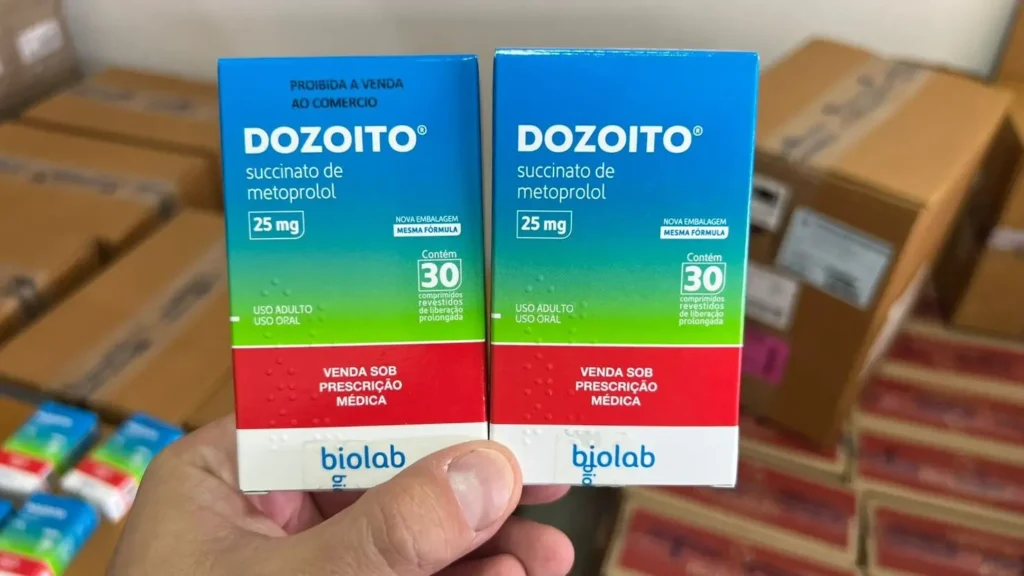 PROIBIDA A VENDA
AO COMERCIO
DOZOITO®
succinato de
metoprolol
25 mg
NOVA EMBALAGEM
MESMA FÓRMULA
Contém
30
comprimidos
revestidos
de liberação
prolongada
USO ADULTO
USO ORAL
VENDA SOB
PRESCRIÇÃO
MÉDICA
biolab
DOZOITO®
succinato de
metoprolol
25 mg
NOVA EMBALAGEM
MESMA FÓRMULA
Contém
30
comprimidos
revestidos
de liberação
prolongada
USO ADULTO
USO ORAL
VENDA SOB
PRESCRIÇÃO
MÉDICA
biolab